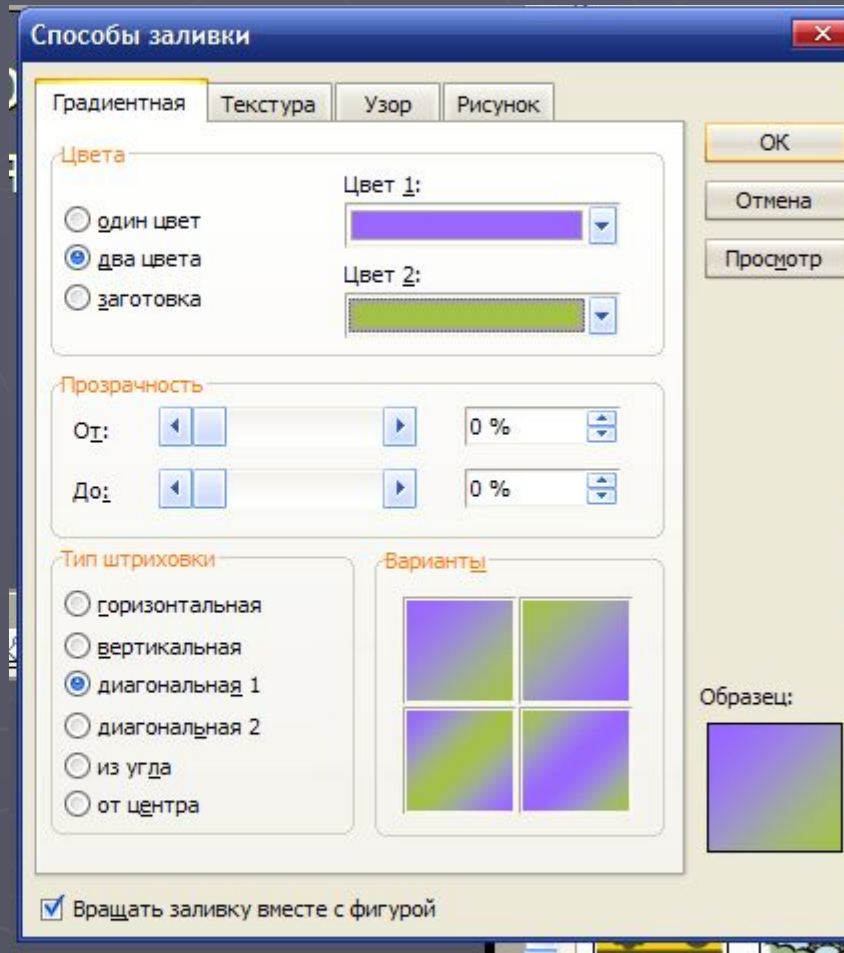 Способы заливки
Градиентная Текстура Узор Рисунок
Цвета
один цвет
два цвета
заготовка
Цвет 1:
Цвет 2:
ОК
Отмена
Просмотр
Прозрачность
От: 0 %
До: 0 %
Тип штриховки
горизонтальная
вертикальная
диагональная 1
диагональная 2
из угла
от центра
Варианты
Образец:
Вращать заливку вместе с фигурой